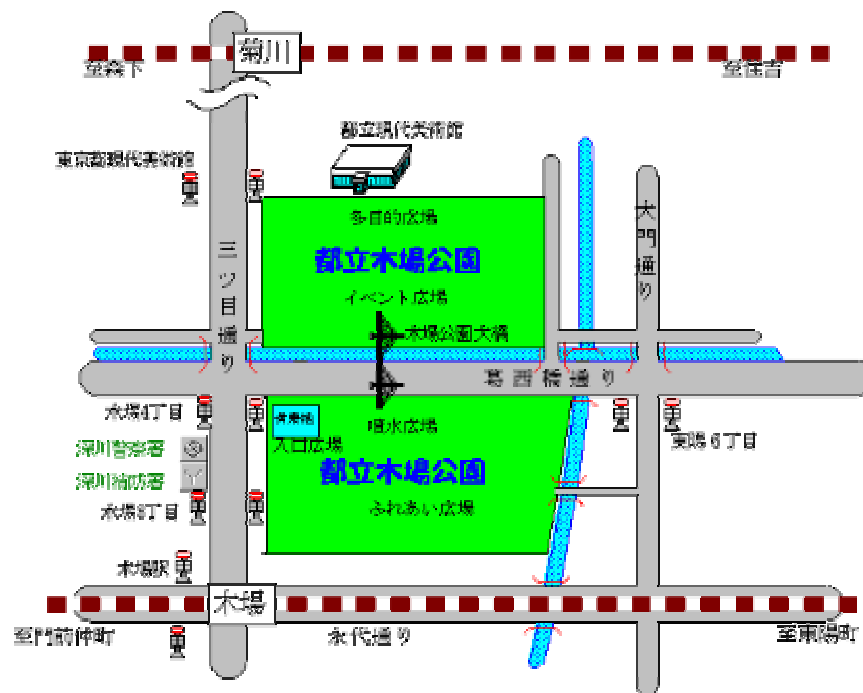 菊川
至森下
至住吉
都立現代美術館
東京都現代美術館
多目的広場
大門通り
三ツ目通り
都立木場公園
イベント広場
木場公園大橋
葛西橋通り
木場4丁目
噴水広場
入口広場
東陽6丁目
深川警察署
都立木場公園
深川消防署
ふれあい広場
木場駅
木場
至門前仲町
永代通り
至東陽町